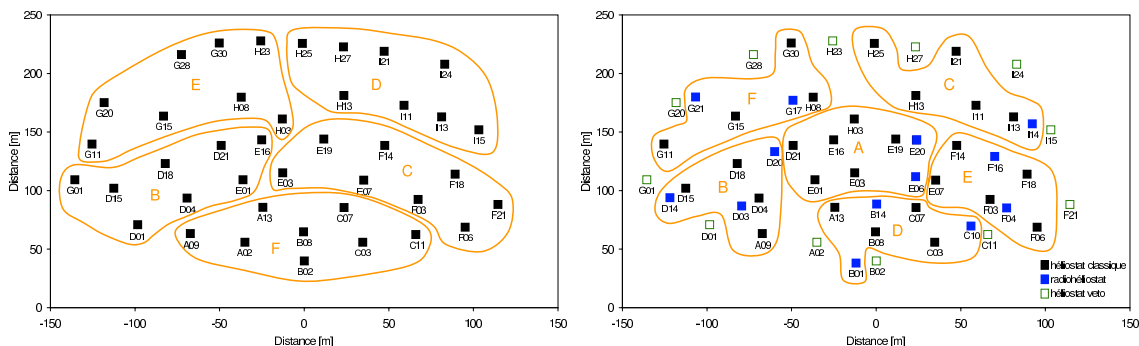 250
200
150
100
50
0
-150 -100 -50 0 50 100 150
Distance [m]
Distance [m]
G30 H23 H25 H27 I21
G28 I24
G20 E H08 H13 D I11
G15 H03 I13 I15
G11 D21 E16 E19 F14
D18 C
G01 D15 B E01 E03 E07 F18
D04 F03 F21
D01 A13 C07
A09 A02 F B08 C03 C11 F06
B02
250
200
150
100
50
0
-150 -100 -50 0 50 100 150
Distance [m]
Distance [m]
G30 H23 H25 H27 I21
G28 I24
G20 G21 F G17 H08 H13 C I11
G15 H03 I13 I14 I15
G11 D20 D21 E16 A E19 E20 F14 F16
D18
G01 D15 B E01 E03 E06 E07 E F18
D14 D03 D04 F03 F04 F21
D01 A13 B14 C07 C10
A09 A02 B08 D C03 C11 F06
B01 B02
héliostat classique
radiohéliostat
héliostat veto